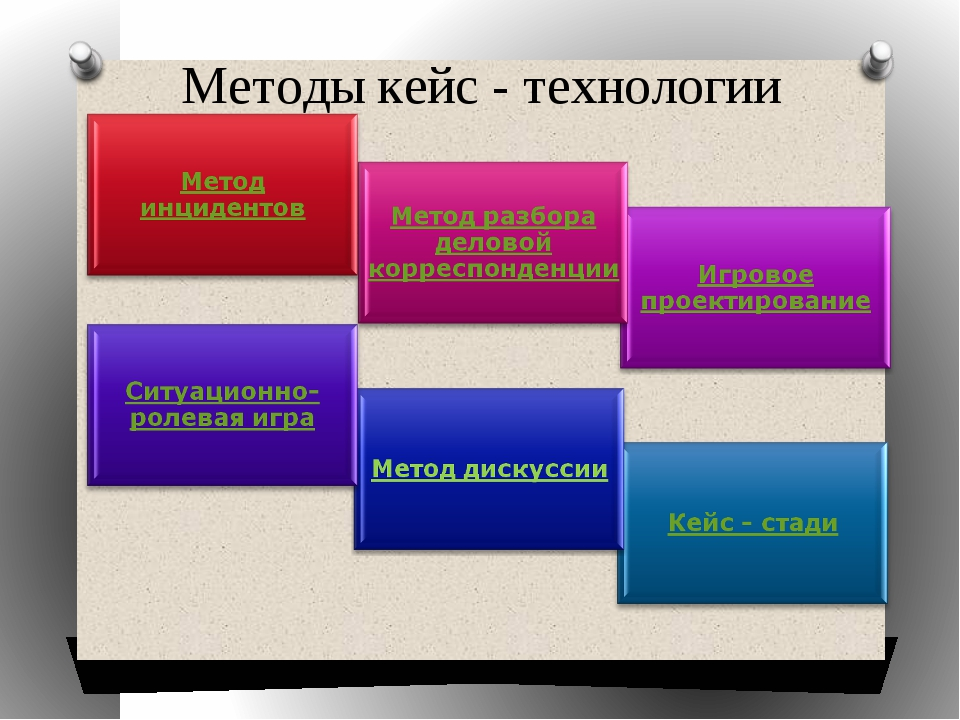 Методы кейс - технологии
Метод
инцидентов
Метод разбора
деловой
корреспонденции
Игровое
проектирование
Ситуационно-
ролевая игра
Метод дискуссии
Кейс - стади